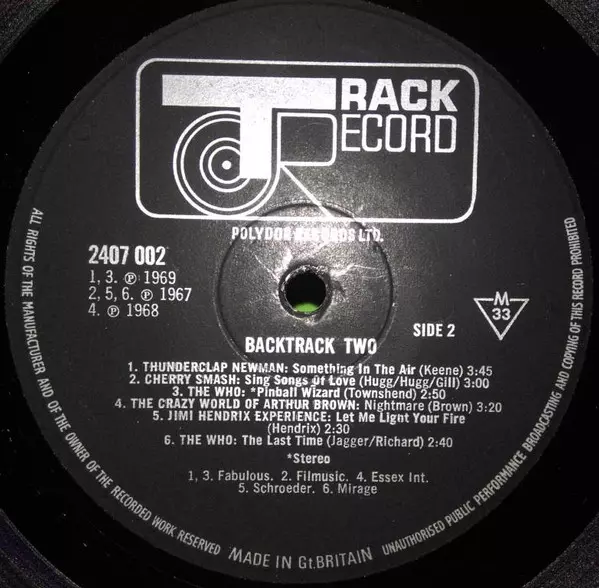 TRACK
RECORD
POLYDOR RECORDS LTD.
2407 002
1, 3. ℗ 1969
2, 5, 6. ℗ 1967
4. ℗ 1968
M
33
SIDE 2
BACKTRACK TWO
1. THUNDERCLAP NEWMAN: Something In The Air (Keene) 3:45
2. CHERRY SMASH: Sing Songs Of Love (Hugg/Hugg/Gill) 3:00
3. THE WHO: *Pinball Wizard (Townshend) 2:50
4. THE CRAZY WORLD OF ARTHUR BROWN: Nightmare (Brown) 3:20
5. JIMI HENDRIX EXPERIENCE: Let Me Light Your Fire
(Hendrix) 2:30
6. THE WHO: The Last Time (Jagger/Richard) 2:40
*Stereo
1, 3. Fabulous. 2. Filmusic. 4. Essex Int.
5. Schroeder. 6. Mirage
ALL RIGHTS OF THE MANUFACTURER AND OF THE OWNER OF THE RECORDED WORK RESERVED
MADE IN Gt.BRITAIN
UNAUTHORISED PUBLIC PERFORMANCE BROADCASTING AND COPYING OF THIS RECORD PROHIBITED